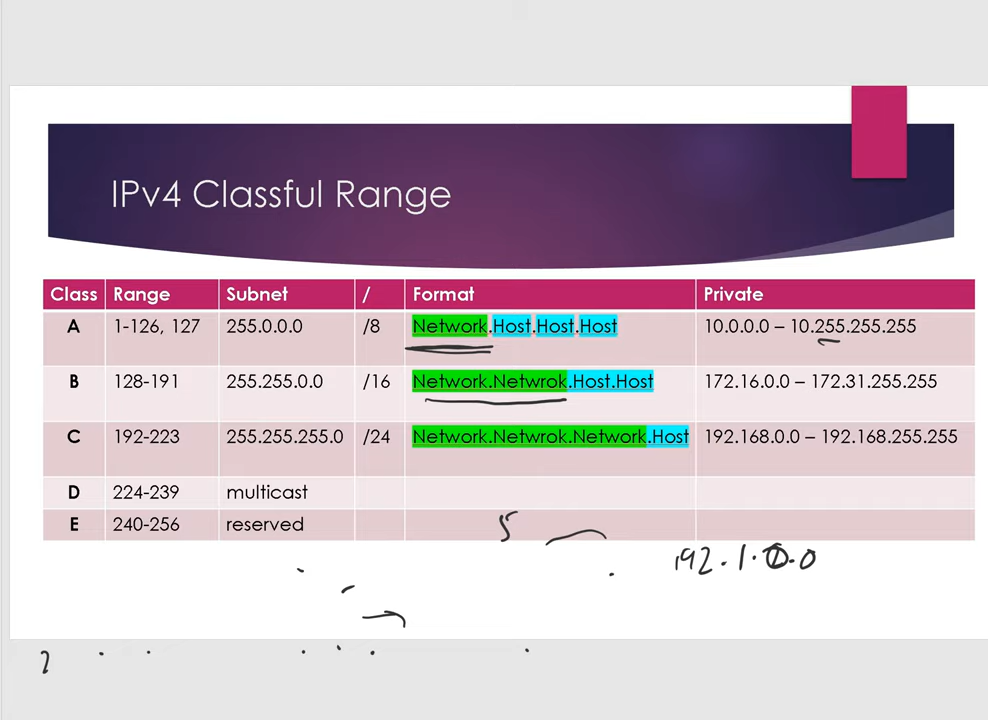 IPv4 Classful Range
Class Range Subnet / Format Private
A 1-126, 127 255.0.0.0 /8 Network.Host.Host.Host 10.0.0.0 – 10.255.255.255
B 128-191 255.255.0.0 /16 Network.Netwrok.Host.Host 172.16.0.0 – 172.31.255.255
C 192-223 255.255.255.0 /24 Network.Netwrok.Network.Host 192.168.0.0 – 192.168.255.255
D 224-239 multicast
E 240-256 reserved
5
192.1.0.0